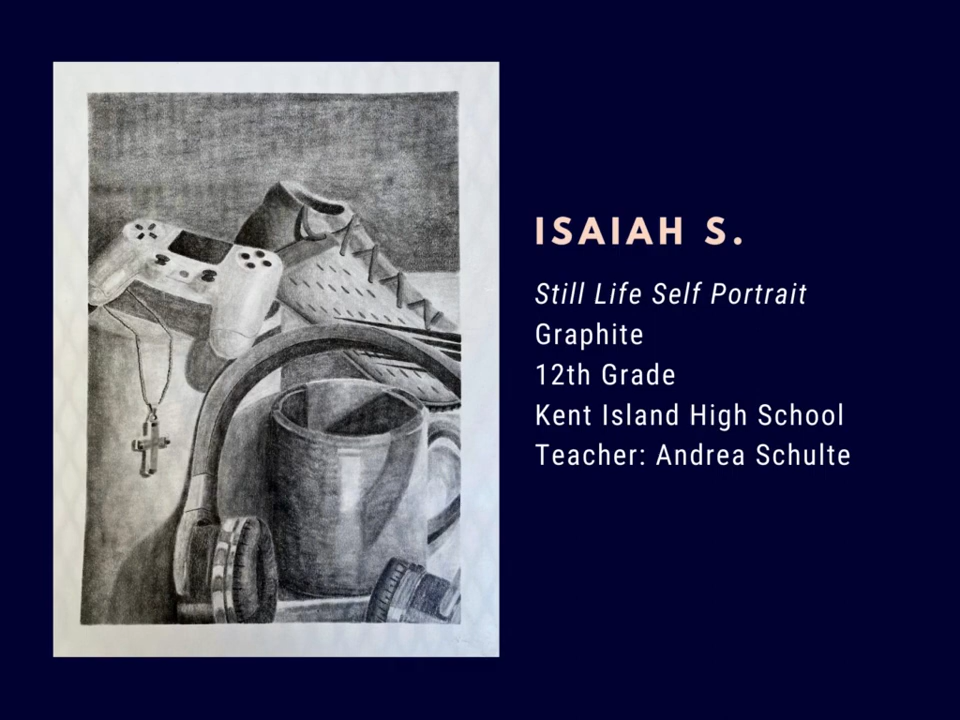 ISAIAH S.
Still Life Self Portrait
Graphite
12th Grade
Kent Island High School
Teacher: Andrea Schulte